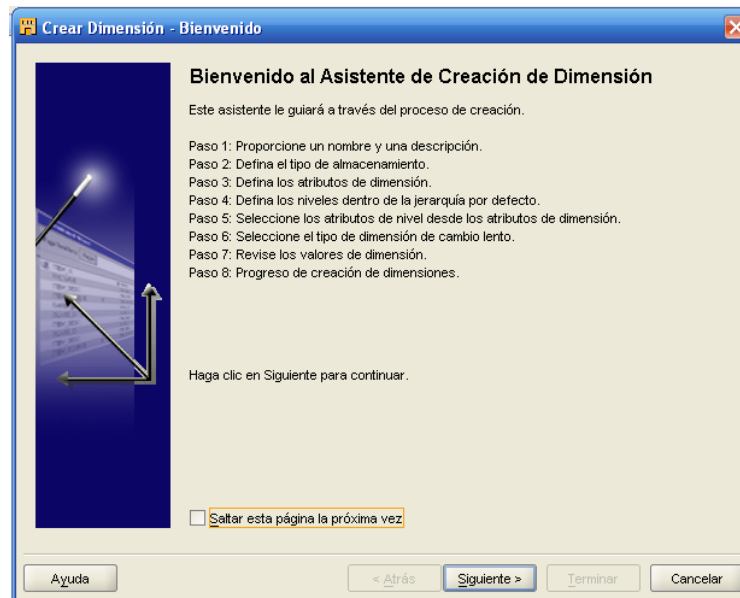 Crear Dimensión - Bienvenido
Bienvenido al Asistente de Creación de Dimensión
Este asistente le guiará a través del proceso de creación.
Paso 1: Proporcione un nombre y una descripción.
Paso 2: Defina el tipo de almacenamiento.
Paso 3: Defina los atributos de dimensión.
Paso 4: Defina los niveles dentro de la jerarquía por defecto.
Paso 5: Seleccione los atributos de nivel desde los atributos de dimensión.
Paso 6: Seleccione el tipo de dimensión de cambio lento.
Paso 7: Revise los valores de dimensión.
Paso 8: Progreso de creación de dimensiones.
Haga clic en Siguiente para continuar.
Saltar esta página la próxima vez
Ayuda < Atrás Siguiente > Terminar Cancelar